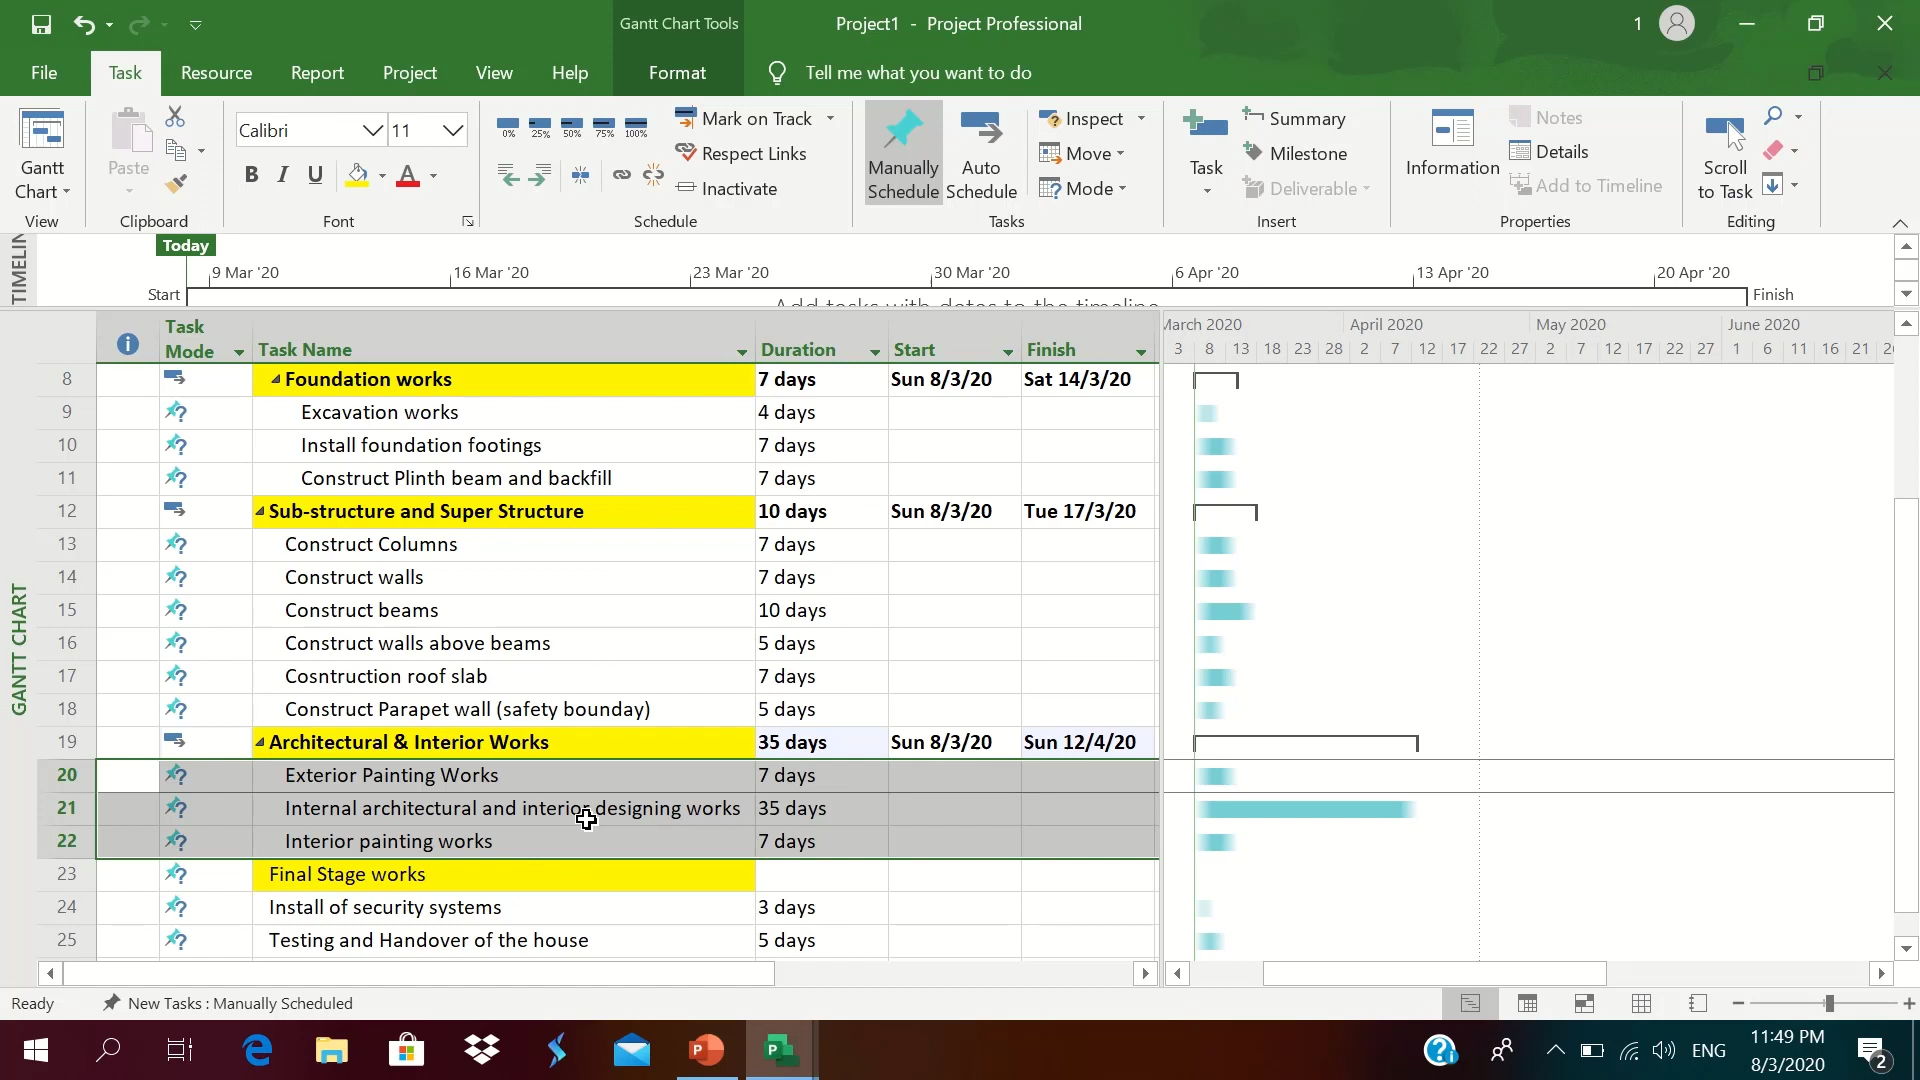 Gantt Chart Tools
Project1 - Project Professional
1
File Task Resource Report Project View Help Format Tell me what you want to do
Gantt Chart
View
Paste
Clipboard
Calibri 11
B I U A
Font
0% 25% 50% 75% 100%
Mark on Track
Respect Links
Inactivate
Schedule
Manually Schedule
Auto Schedule
Inspect
Move
Mode
Tasks
Task
Summary
Milestone
Deliverable
Insert
Information
Notes
Details
Add to Timeline
Properties
Scroll to Task
Editing
TIMELIN
Today
9 Mar '20 16 Mar '20 23 Mar '20 30 Mar '20 6 Apr '20 13 Apr '20 20 Apr '20
Start
Add tasks with dates to the timeline
Finish
GANTT CHART
Task Mode Task Name Duration Start Finish
March 2020 April 2020 May 2020 June 2020
3 8 13 18 23 28 2 7 12 17 22 27 2 7 12 17 22 27 1 6 11 16 21
8 Foundation works 7 days Sun 8/3/20 Sat 14/3/20
9 Excavation works 4 days
10 Install foundation footings 7 days
11 Construct Plinth beam and backfill 7 days
12 Sub-structure and Super Structure 10 days Sun 8/3/20 Tue 17/3/20
13 Construct Columns 7 days
14 Construct walls 7 days
15 Construct beams 10 days
16 Construct walls above beams 5 days
17 Cosntruction roof slab 7 days
18 Construct Parapet wall (safety bounday) 5 days
19 Architectural & Interior Works 35 days Sun 8/3/20 Sun 12/4/20
20 Exterior Painting Works 7 days
21 Internal architectural and interior designing works 35 days
22 Interior painting works 7 days
23 Final Stage works
24 Install of security systems 3 days
25 Testing and Handover of the house 5 days
Ready New Tasks : Manually Scheduled
ENG
11:49 PM
8/3/2020
2